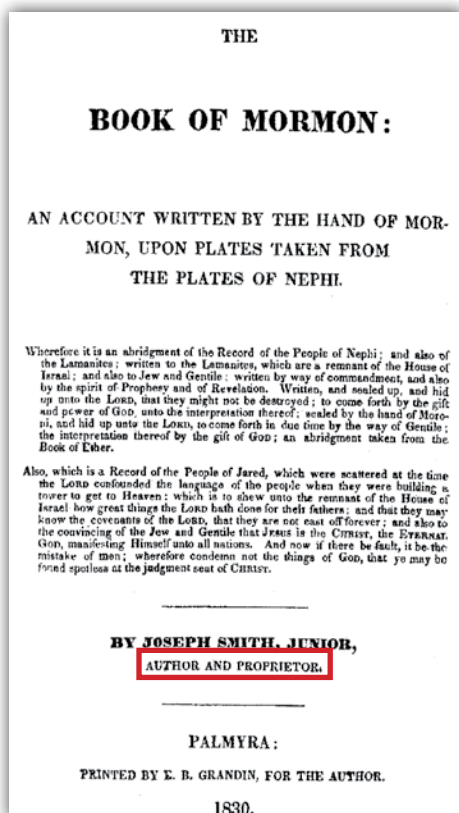 THE
BOOK OF MORMON:
AN ACCOUNT WRITTEN BY THE HAND OF MOR-
MON, UPON PLATES TAKEN FROM
THE PLATES OF NEPHI.
Wherefore it is an abridgment of the Record of the People of Nephi; and also of
the Lamanites; written to the Lamanites, which are a remnant of the House of
Israel; and also to Jew and Gentile; written by way of commandment, and also
by the spirit of Prophesy and of Revelation. Written, and sealed up, and hid
up unto the LORD, that they might not be destroyed; to come forth by the gift
and power of GOD, unto the interpretation thereof; sealed by the hand of Moro-
ni, and hid up unto the LORD, to come forth in due time by the way of Gentile;
the interpretation thereof by the gift of GOD; an abridgment taken from the
Book of Ether.
Also, which is a Record of the People of Jared, which were scattered at the time
the LORD confounded the language of the people when they were building a
tower to get to Heaven: which is to shew unto the remnant of the House of
Israel how great things the LORD hath done for their fathers; and that they may
know the covenants of the LORD, that they are not cast off forever; and also to
the convincing of the Jew and Gentile that JESUS is the CHRIST, the ETERNAL
GOD, manifesting Himself unto all nations. And now if there be fault, it be the
mistake of men; wherefore condemn not the things of GOD, that ye may be
found spotless at the judgment seat of CHRIST.
BY JOSEPH SMITH, JUNIOR,
AUTHOR AND PROPRIETOR.
PALMYRA:
PRINTED BY E. B. GRANDIN, FOR THE AUTHOR.
1830.